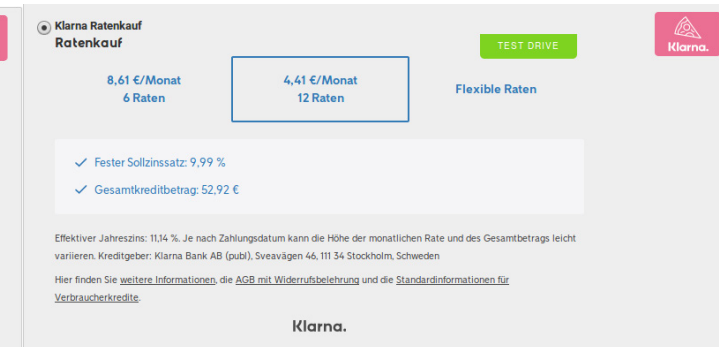 Klarna Ratenkauf
Ratenkauf
TEST DRIVE
Klarna.
8,61 €/Monat
6 Raten
4,41 €/Monat
12 Raten
Flexible Raten
Fester Sollzinssatz: 9,99 %
Gesamtkreditbetrag: 52,92 €
Effektiver Jahreszins: 11,14 %. Je nach Zahlungsdatum kann die Höhe der monatlichen Rate und des Gesamtbetrags leicht
variieren. Kreditgeber: Klarna Bank AB (publ), Sveavägen 46, 111 34 Stockholm, Schweden
Hier finden Sie weitere Informationen, die AGB mit Widerrufsbelehrung und die Standardinformationen für
Verbraucherkredite.
Klarna.